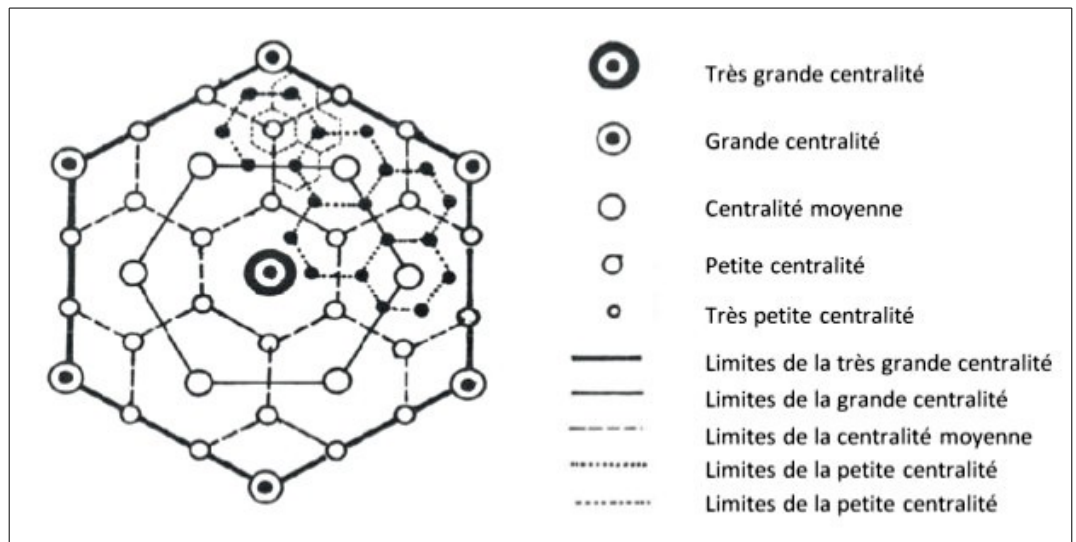 Très grande centralité
Grande centralité
Centralité moyenne
Petite centralité
Très petite centralité
Limites de la très grande centralité
Limites de la grande centralité
Limites de la centralité moyenne
Limites de la petite centralité
Limites de la petite centralité